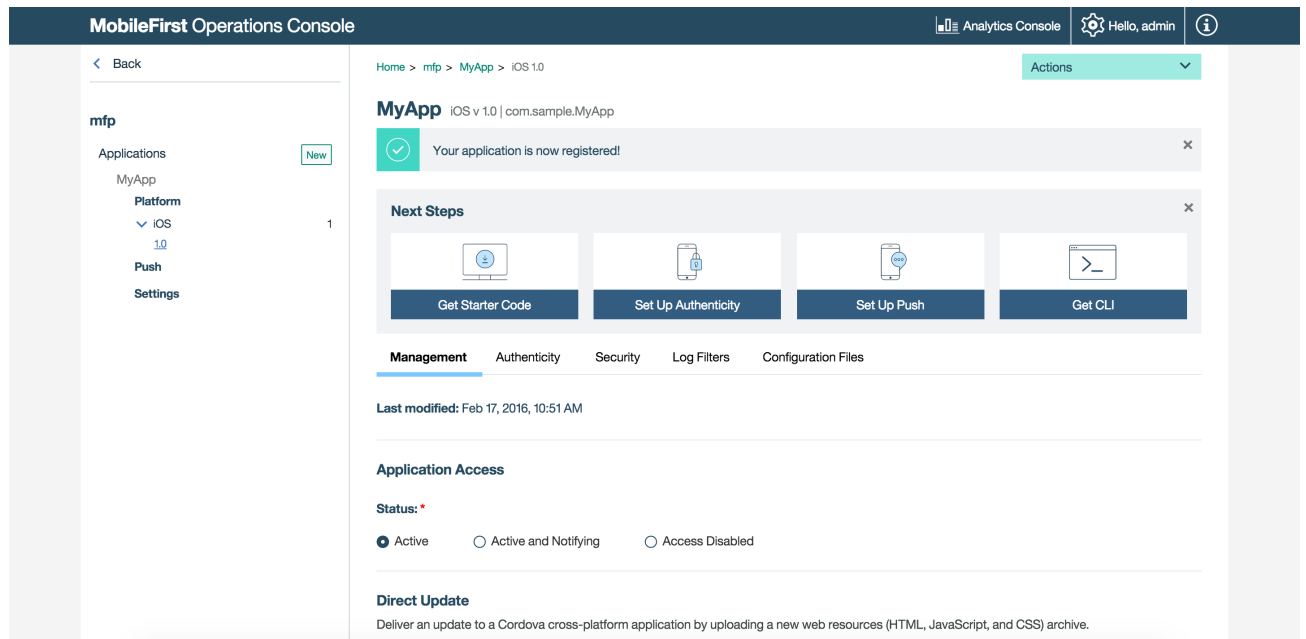 MobileFirst Operations Console
Analytics Console
Hello, admin
Back
mfp
Applications
New
MyApp
Platform
iOS 1
1.0
Push
Settings
Home > mfp > MyApp > iOS 1.0
Actions
MyApp iOS v 1.0 | com.sample.MyApp
Your application is now registered!
Next Steps
Get Starter Code
Set Up Authenticity
Set Up Push
Get CLI
Management Authenticity Security Log Filters Configuration Files
Last modified: Feb 17, 2016, 10:51 AM
Application Access
Status: *
Active Active and Notifying Access Disabled
Direct Update
Deliver an update to a Cordova cross-platform application by uploading a new web resources (HTML, JavaScript, and CSS) archive.